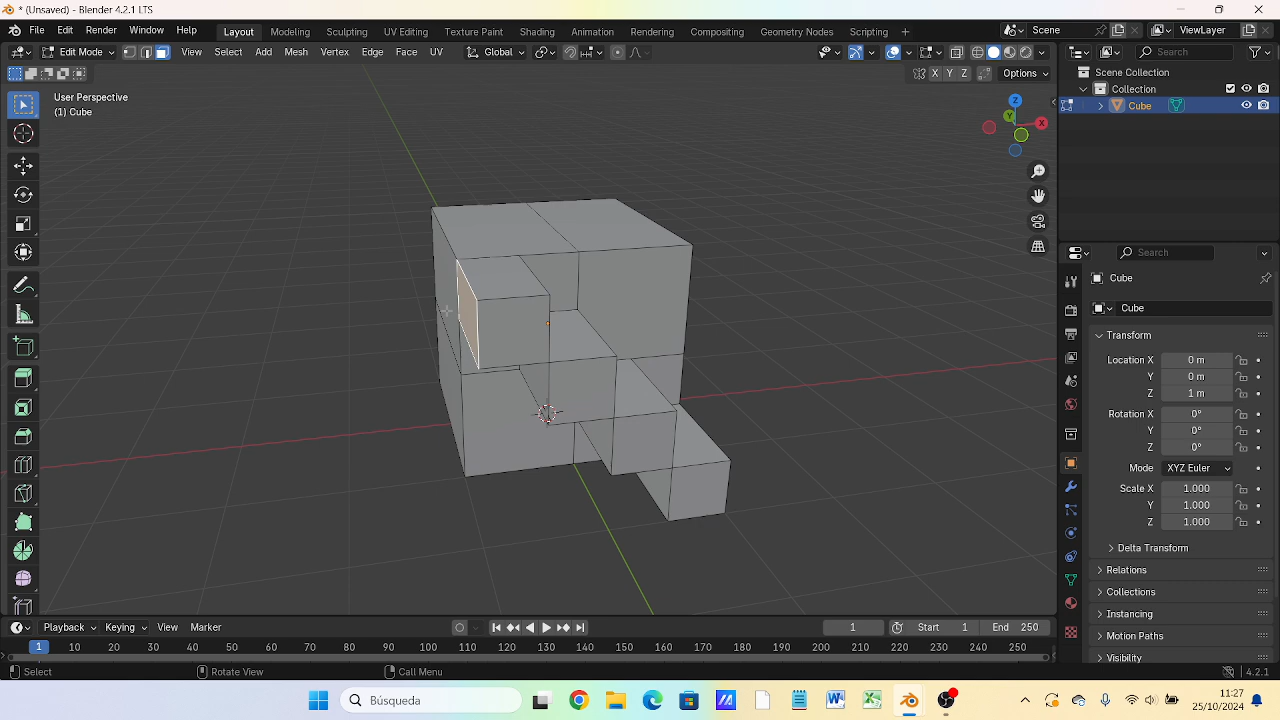 * (Unsaved) - Blender 4.2.1 LTS
File Edit Render Window Help Layout Modeling Sculpting UV Editing Texture Paint Shading Animation Rendering Compositing Geometry Nodes Scripting + Scene ViewLayer
Edit Mode View Select Add Mesh Vertex Edge Face UV Global Search
X Y Z Options
User Perspective
(1) Cube
Scene Collection
Collection
Cube
Z
Y
X
Search
Cube
Cube
Transform
Location X 0 m
Y 0 m
Z 1 m
Rotation X 0°
Y 0°
Z 0°
Mode XYZ Euler
Scale X 1.000
Y 1.000
Z 1.000
Delta Transform
Relations
Collections
Instancing
Motion Paths
Visibility
Playback Keying View Marker 1 Start 1 End 250
1 10 20 30 40 50 60 70 80 90 100 110 120 130 140 150 160 170 180 190 200 210 220 230 240 250
Select Rotate View Call Menu 4.2.1
Búsqueda
11:27
25/10/2024